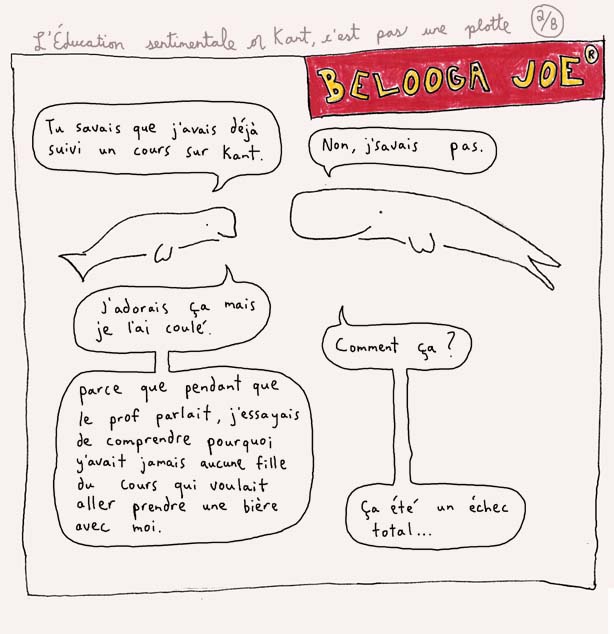 L'Éducation sentimentale or Kant, c'est pas une plotte 2/8
BELOOGA JOE®
Tu savais que j'avais déjà
suivi un cours sur Kant.
Non, j'savais pas.
J'adorais ça mais
je l'ai coulé.
Comment ça ?
parce que pendant que
le prof parlait, j'essayais
de comprendre pourquoi
y'avait jamais aucune fille
du cours qui voulait
aller prendre une bière
avec moi.
Ça été un échec
total...